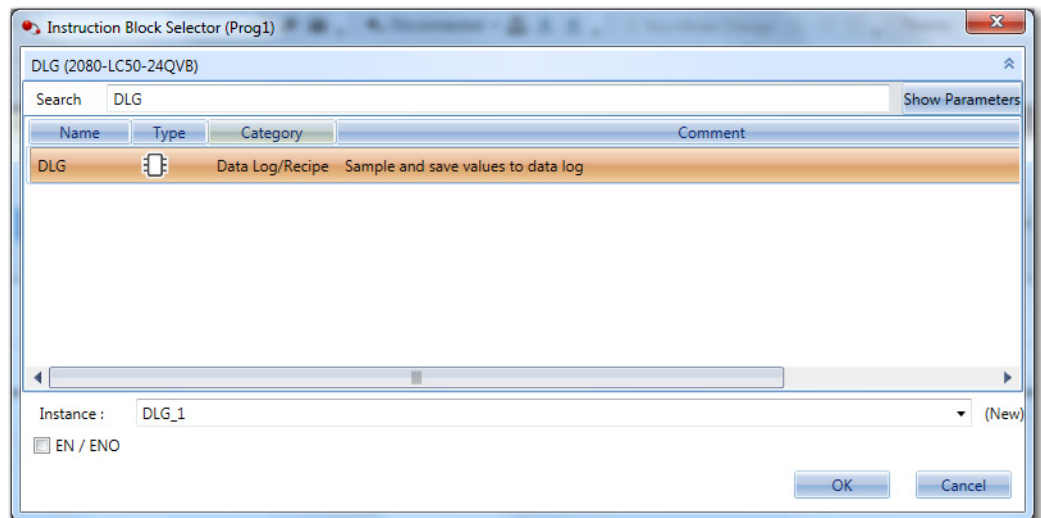 Instruction Block Selector (Prog1)
DLG (2080-LC50-24QVB)
Search DLG Show Parameters
Name Type Category Comment
DLG Data Log/Recipe Sample and save values to data log
Instance : DLG_1 (New)
EN / ENO
OK Cancel